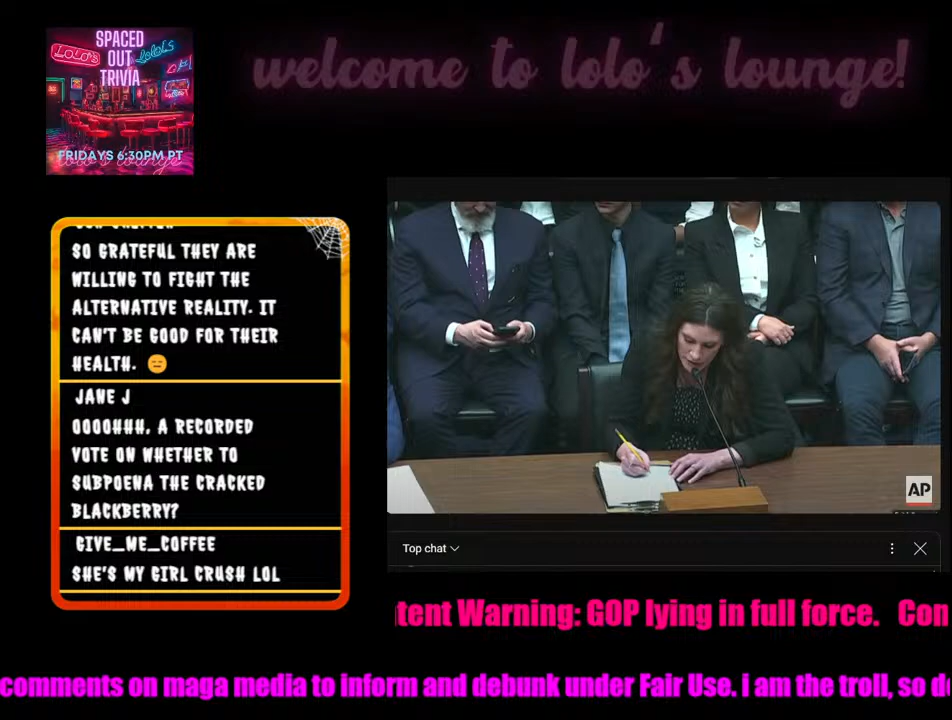 SPACED
OUT
TRIVIA
LOLO'S
LOLO'S
FRIDAYS 6:30PM PT
lolo's lounge
welcome to lolo's lounge!
SO GRATEFUL THEY ARE
WILLING TO FIGHT THE
ALTERNATIVE REALITY. IT
CAN'T BE GOOD FOR THEIR
HEALTH. 😑
JANE J
OOOOHHH, A RECORDED
VOTE ON WHETHER TO
SUBPOENA THE CRACKED
BLACKBERRY?
GIVE_ME_COFFEE
SHE'S MY GIRL CRUSH LOL
AP
Top chat
tent Warning: GOP lying in full force. Con
comments on maga media to inform and debunk under Fair Use. i am the troll, so d